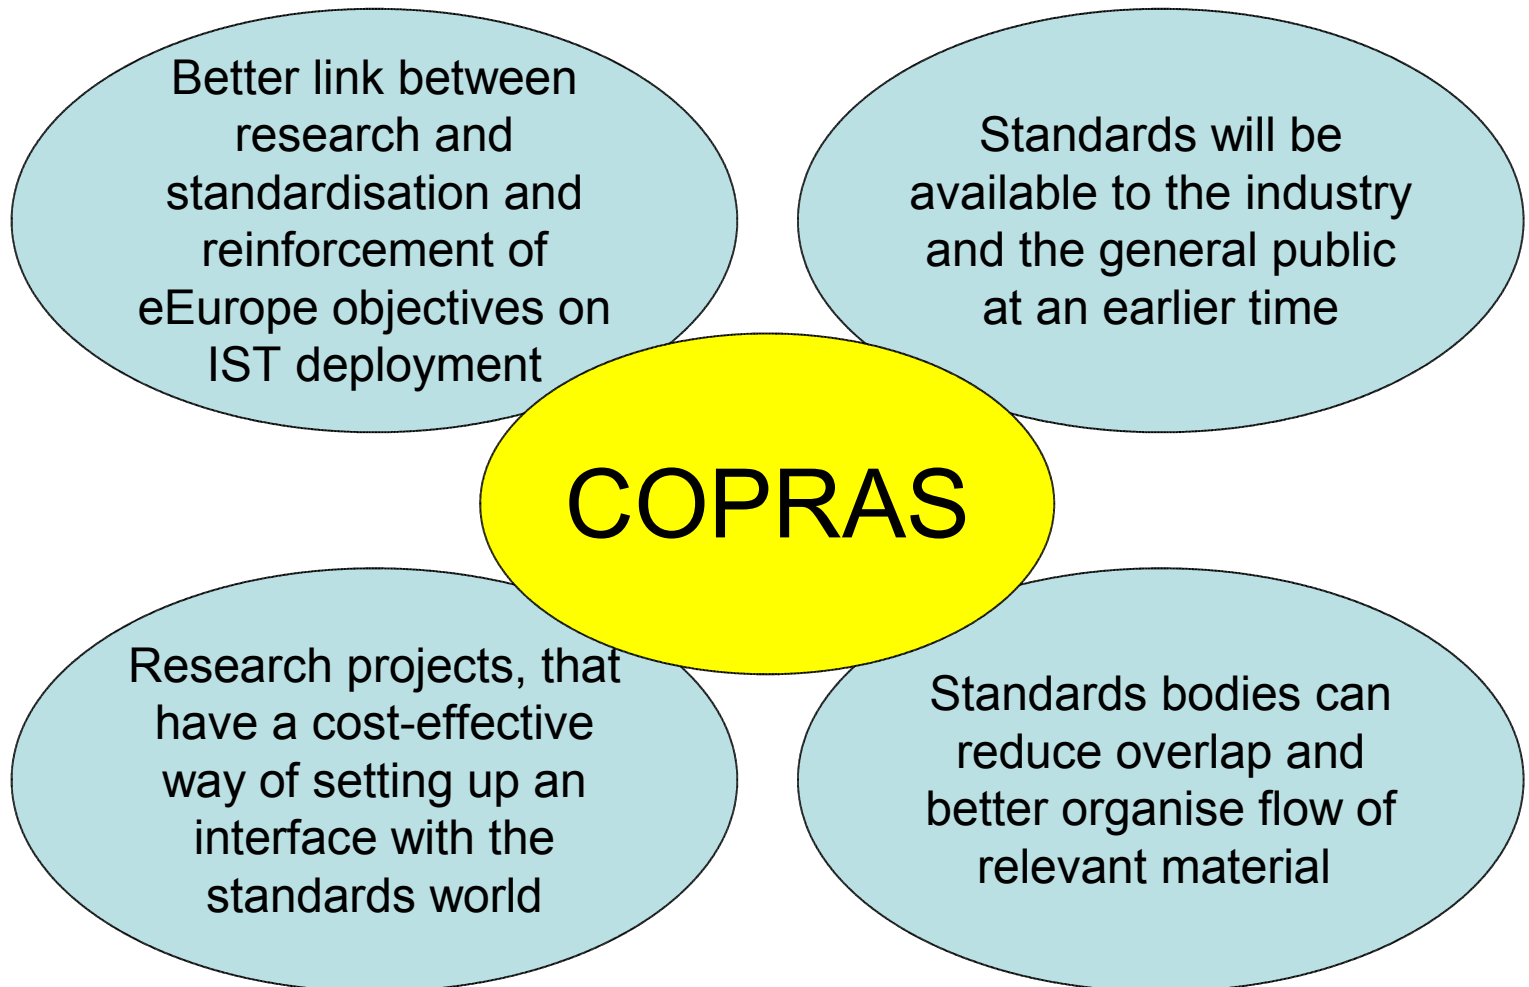 Better link between
research and
standardisation and
reinforcement of
eEurope objectives on
IST deployment
Standards will be
available to the industry
and the general public
at an earlier time
COPRAS
Research projects, that
have a cost-effective
way of setting up an
interface with the
standards world
Standards bodies can
reduce overlap and
better organise flow of
relevant material